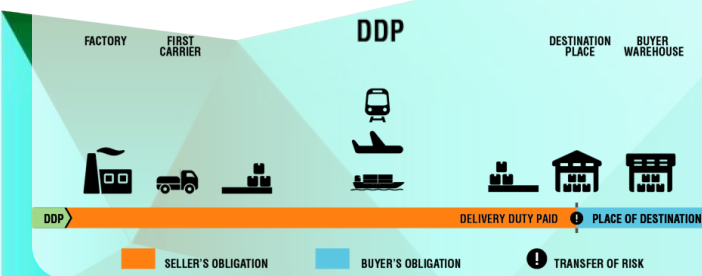 DDP
FACTORY
FIRST
CARRIER
DESTINATION
PLACE
BUYER
WAREHOUSE
DDP
DELIVERY DUTY PAID
!
PLACE OF DESTINATION
SELLER'S OBLIGATION
BUYER'S OBLIGATION
!
TRANSFER OF RISK